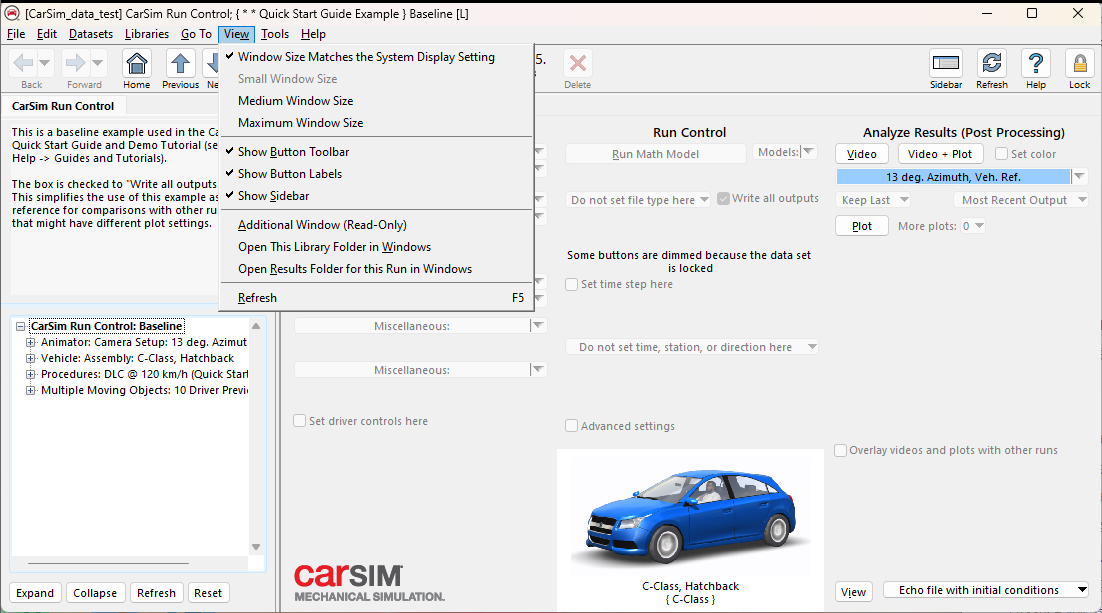 [CarSim_data_test] CarSim Run Control; { * * Quick Start Guide Example } Baseline [L]
File Edit Datasets Libraries Go To View Tools Help
Back Forward Home Previous Delete Sidebar Refresh Help Lock
Window Size Matches the System Display Setting
Small Window Size
Medium Window Size
Maximum Window Size
Show Button Toolbar
Show Button Labels
Show Sidebar
Additional Window (Read-Only)
Open This Library Folder in Windows
Open Results Folder for this Run in Windows
Refresh F5
CarSim Run Control
This is a baseline example used in the
Quick Start Guide and Demo Tutorial
Help -> Guides and Tutorials).
The box is checked to "Write all outputs
This simplifies the use of this example as
reference for comparisons with other
that might have different plot settings.
CarSim Run Control: Baseline
Animator: Camera Setup: 13 deg. Azimut
Vehicle: Assembly: C-Class, Hatchback
Procedures: DLC @ 120 km/h (Quick Start
Multiple Moving Objects: 10 Driver Previ
Expand Collapse Refresh Reset
Miscellaneous:
Miscellaneous:
Set driver controls here
carSIM
MECHANICAL SIMULATION.
Run Control
Run Math Model Models:
Do not set file type here Write all outputs
Some buttons are dimmed because the data set
is locked
Set time step here
Do not set time, station, or direction here
Advanced settings
C-Class, Hatchback
{ C-Class }
Analyze Results (Post Processing)
Video Video + Plot Set color
13 deg. Azimuth, Veh. Ref.
Keep Last Most Recent Output
Plot More plots: 0
Overlay videos and plots with other runs
View Echo file with initial conditions